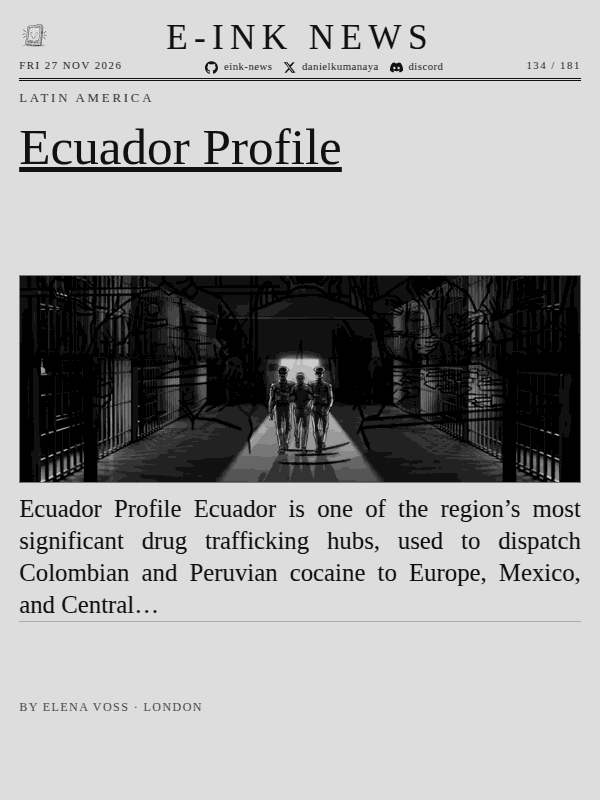 E-INK NEWS
FRI 27 NOV 2026
eink-news danielkumanaya discord
134 / 181
LATIN AMERICA
Ecuador Profile
Ecuador Profile Ecuador is one of the region’s most
significant drug trafficking hubs, used to dispatch
Colombian and Peruvian cocaine to Europe, Mexico,
and Central…
BY ELENA VOSS · LONDON